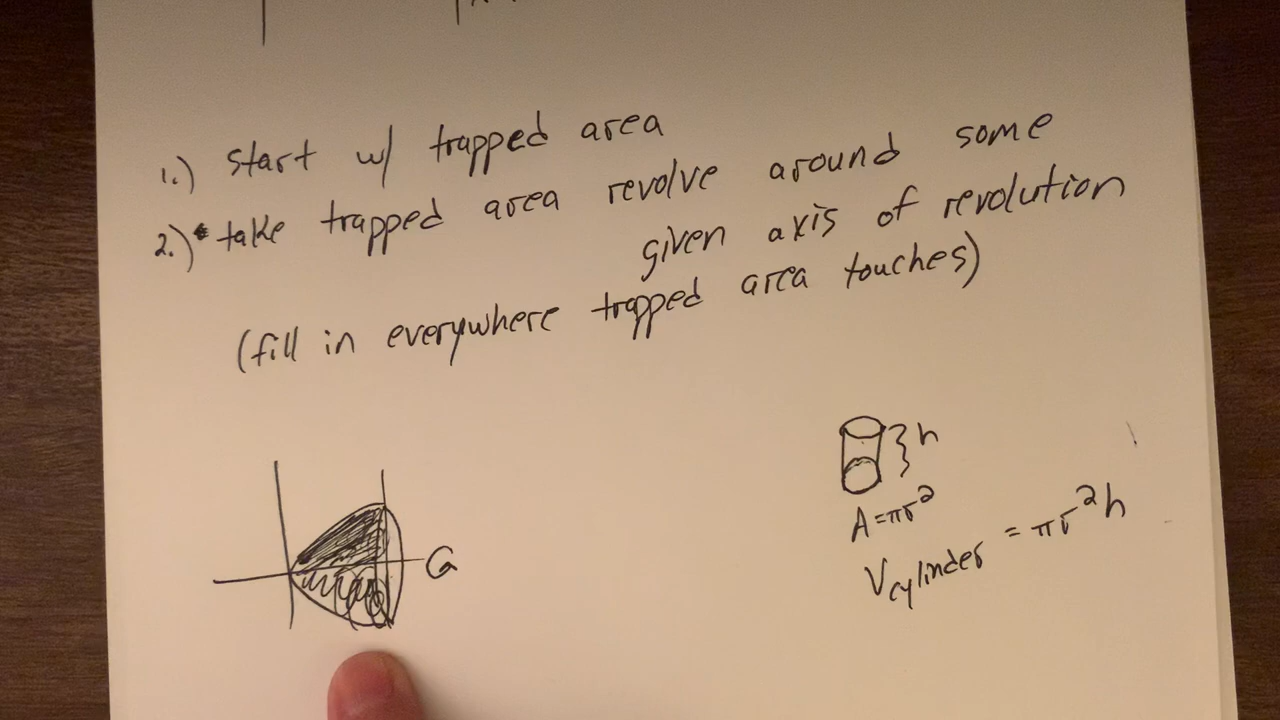 1.) start w/ trapped area
2.) take trapped area revolve around some
given axis of revolution
(fill in everywhere trapped area touches)
h
A=πr²
Vcylinder = πr²h